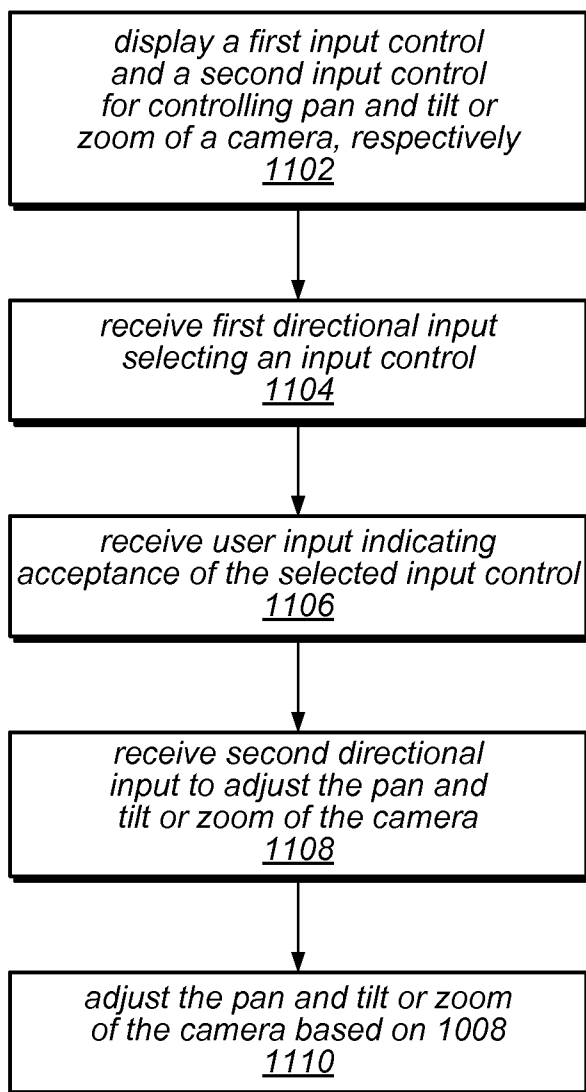 display a first input control
and a second input control
for controlling pan and tilt or
zoom of a camera, respectively
1102
receive first directional input
selecting an input control
1104
receive user input indicating
acceptance of the selected input control
1106
receive second directional
input to adjust the pan and
tilt or zoom of the camera
1108
adjust the pan and tilt or zoom
of the camera based on 1008
1110